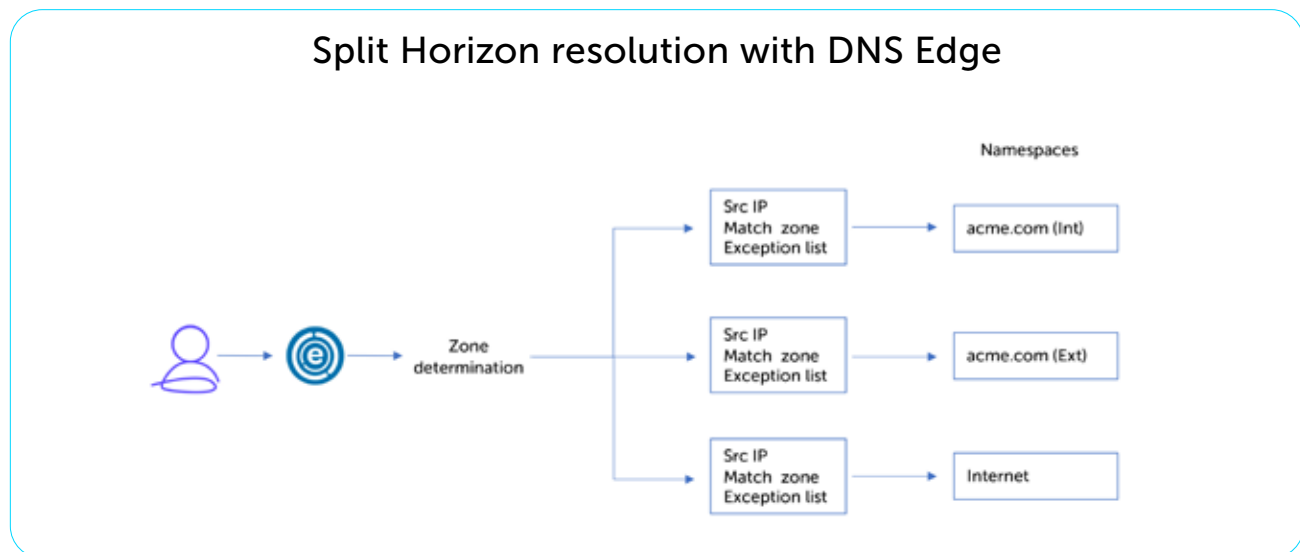 Split Horizon resolution with DNS Edge
Namespaces
Src IP
Match zone
Exception list
acme.com (Int)
e
Zone
determination
Src IP
Match zone
Exception list
acme.com (Ext)
Src IP
Match zone
Exception list
Internet